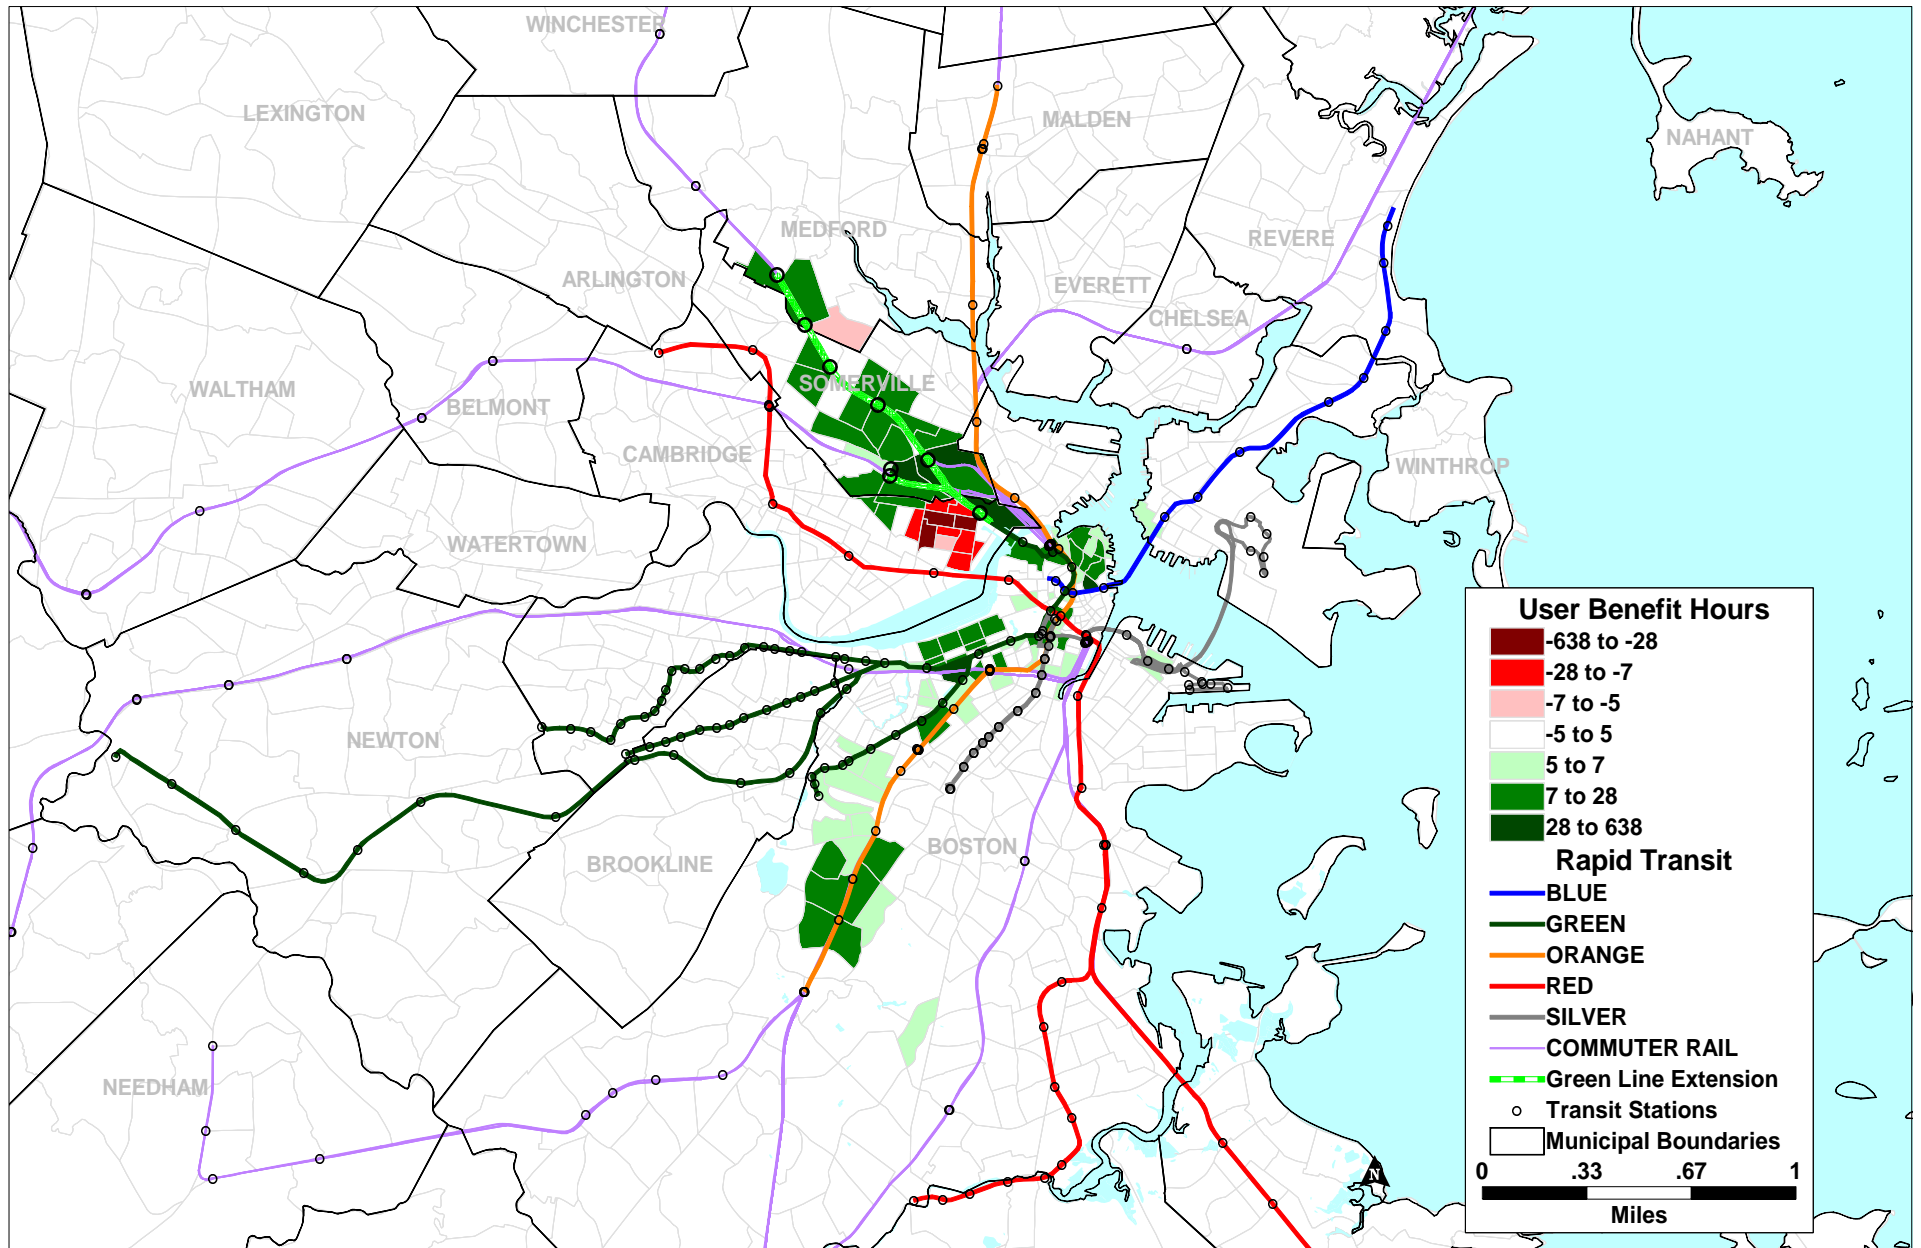 WINCHESTER
LEXINGTON
MALDEN
NAHANT
MEDFORD
REVERE
ARLINGTON
EVERETT
CHELSEA
WALTHAM
SOMERVILLE
BELMONT
CAMBRIDGE
WINTHROP
WATERTOWN
NEWTON
BROOKLINE
BOSTON
NEEDHAM
User Benefit Hours
-638 to -28
-28 to -7
-7 to -5
-5 to 5
5 to 7
7 to 28
28 to 638
Rapid Transit
BLUE
GREEN
ORANGE
RED
SILVER
COMMUTER RAIL
Green Line Extension
Transit Stations
Municipal Boundaries
N
0 .33 .67 1
Miles